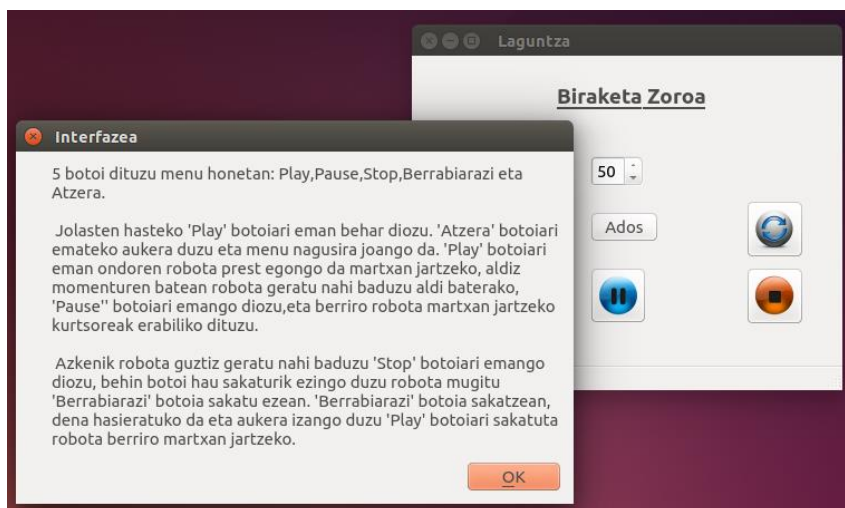 Laguntza
Biraketa Zoroa
Interfazea
5 botoi dituzu menu honetan: Play,Pause,Stop,Berrabiarazi eta
Atzera.
Jolasten hasteko 'Play' botoiari eman behar diozu. 'Atzera' botoiari
emateko aukera duzu eta menu nagusira joango da. 'Play' botoiari
eman ondoren robota prest egongo da martxan jartzeko, aldiz
momenturen batean robota geratu nahi baduzu aldi baterako,
'Pause'' botoiari emango diozu,eta berriro robota martxan jartzeko
kurtsoreak erabiliko dituzu.
Azkenik robota guztiz geratu nahi baduzu 'Stop' botoiari emango
diozu, behin botoi hau sakaturik ezingo duzu robota mugitu
'Berrabiarazi' botoia sakatu ezean. 'Berrabiarazi' botoia sakatzean,
dena hasieratuko da eta aukera izango duzu 'Play' botoiari sakatuta
robota berriro martxan jartzeko.
OK
50
Ados